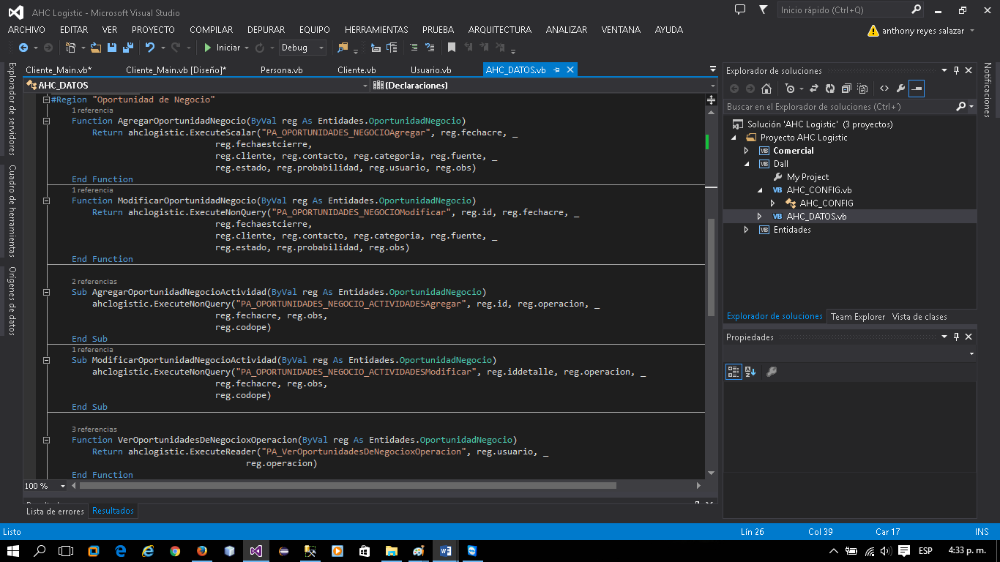 AHC Logistic - Microsoft Visual Studio
Inicio rápido (Ctrl+Q)
ARCHIVO EDITAR VER PROYECTO COMPILAR DEPURAR EQUIPO HERRAMIENTAS PRUEBA ARQUITECTURA ANALIZAR VENTANA AYUDA
anthony reyes salazar
Iniciar Debug
Cliente_Main.vb* Cliente_Main.vb [Diseño]* Persona.vb Cliente.vb Usuario.vb AHC_DATOS.vb
AHC_DATOS (Declaraciones)
#Region "Oportunidad de Negocio"
1 referencia
Function AgregarOportunidadNegocio(ByVal reg As Entidades.OportunidadNegocio)
Return ahclogistic.ExecuteScalar("PA_OPORTUNIDADES_NEGOCIOAgregar", reg.fechacre, _
reg.fechaestcierre,
reg.cliente, reg.contacto, reg.categoria, reg.fuente, _
reg.estado, reg.probabilidad, reg.usuario, reg.obs)
End Function
1 referencia
Function ModificarOportunidadNegocio(ByVal reg As Entidades.OportunidadNegocio)
Return ahclogistic.ExecuteNonQuery("PA_OPORTUNIDADES_NEGOCIOModificar", reg.id, reg.fechacre, _
reg.fechaestcierre,
reg.cliente, reg.contacto, reg.categoria, reg.fuente, _
reg.estado, reg.probabilidad, reg.obs)
End Function
2 referencias
Sub AgregarOportunidadNegocioActividad(ByVal reg As Entidades.OportunidadNegocio)
ahclogistic.ExecuteNonQuery("PA_OPORTUNIDADES_NEGOCIO_ACTIVIDADESAgregar", reg.id, reg.operacion, _
reg.fechacre, reg.obs,
reg.codope)
End Sub
1 referencia
Sub ModificarOportunidadNegocioActividad(ByVal reg As Entidades.OportunidadNegocio)
ahclogistic.ExecuteNonQuery("PA_OPORTUNIDADES_NEGOCIO_ACTIVIDADESModificar", reg.iddetalle, reg.operacion, _
reg.fechacre, reg.obs,
reg.codope)
End Sub
3 referencias
Function VerOportunidadesDeNegocioxOperacion(ByVal reg As Entidades.OportunidadNegocio)
Return ahclogistic.ExecuteReader("PA_VerOportunidadesDeNegocioxOperacion", reg.usuario, _
reg.operacion)
End Function
100 %
Lista de errores Resultados
Explorador de servidores
Cuadro de herramientas
Orígenes de datos
Explorador de soluciones
Buscar en el Explorador de soluciones (Ctrl+´)
Solución 'AHC Logistic' (3 proyectos)
Proyecto AHC Logistic
VB Comercial
VB Dall
My Project
VB AHC_CONFIG.vb
AHC_CONFIG
VB AHC_DATOS.vb
VB Entidades
Explorador de soluciones Team Explorer Vista de clases
Propiedades
Notificaciones
Listo Lín 26 Col 39 Car 17 INS
ESP 4:33 p. m.